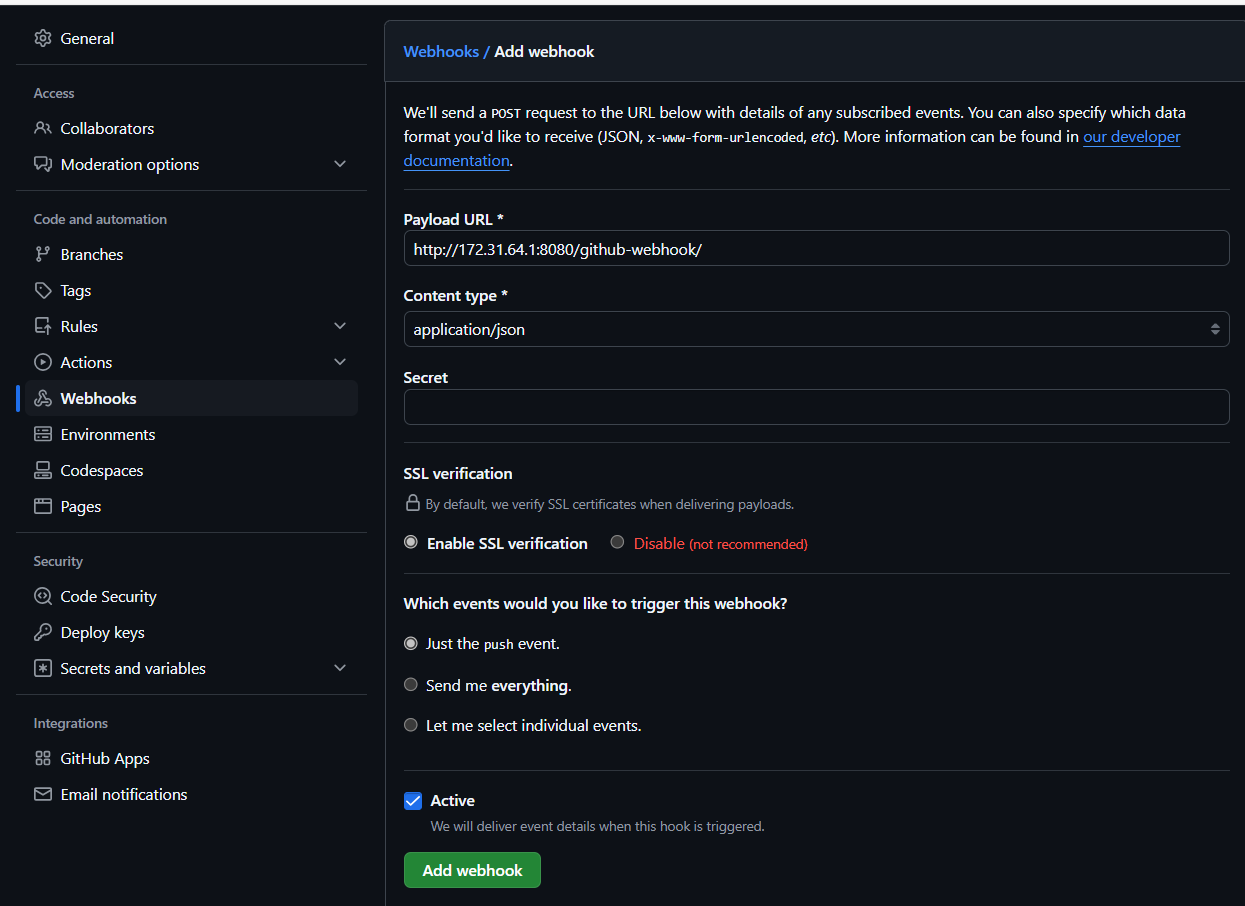 General
Access
Collaborators
Moderation options
Code and automation
Branches
Tags
Rules
Actions
Webhooks
Environments
Codespaces
Pages
Security
Code Security
Deploy keys
Secrets and variables
Integrations
GitHub Apps
Email notifications
Webhooks / Add webhook
We'll send a POST request to the URL below with details of any subscribed events. You can also specify which data
format you'd like to receive (JSON, x-www-form-urlencoded, etc). More information can be found in our developer
documentation.
Payload URL *
http://172.31.64.1:8080/github-webhook/
Content type *
application/json
Secret
SSL verification
By default, we verify SSL certificates when delivering payloads.
Enable SSL verification Disable (not recommended)
Which events would you like to trigger this webhook?
Just the push event.
Send me everything.
Let me select individual events.
Active
We will deliver event details when this hook is triggered.
Add webhook